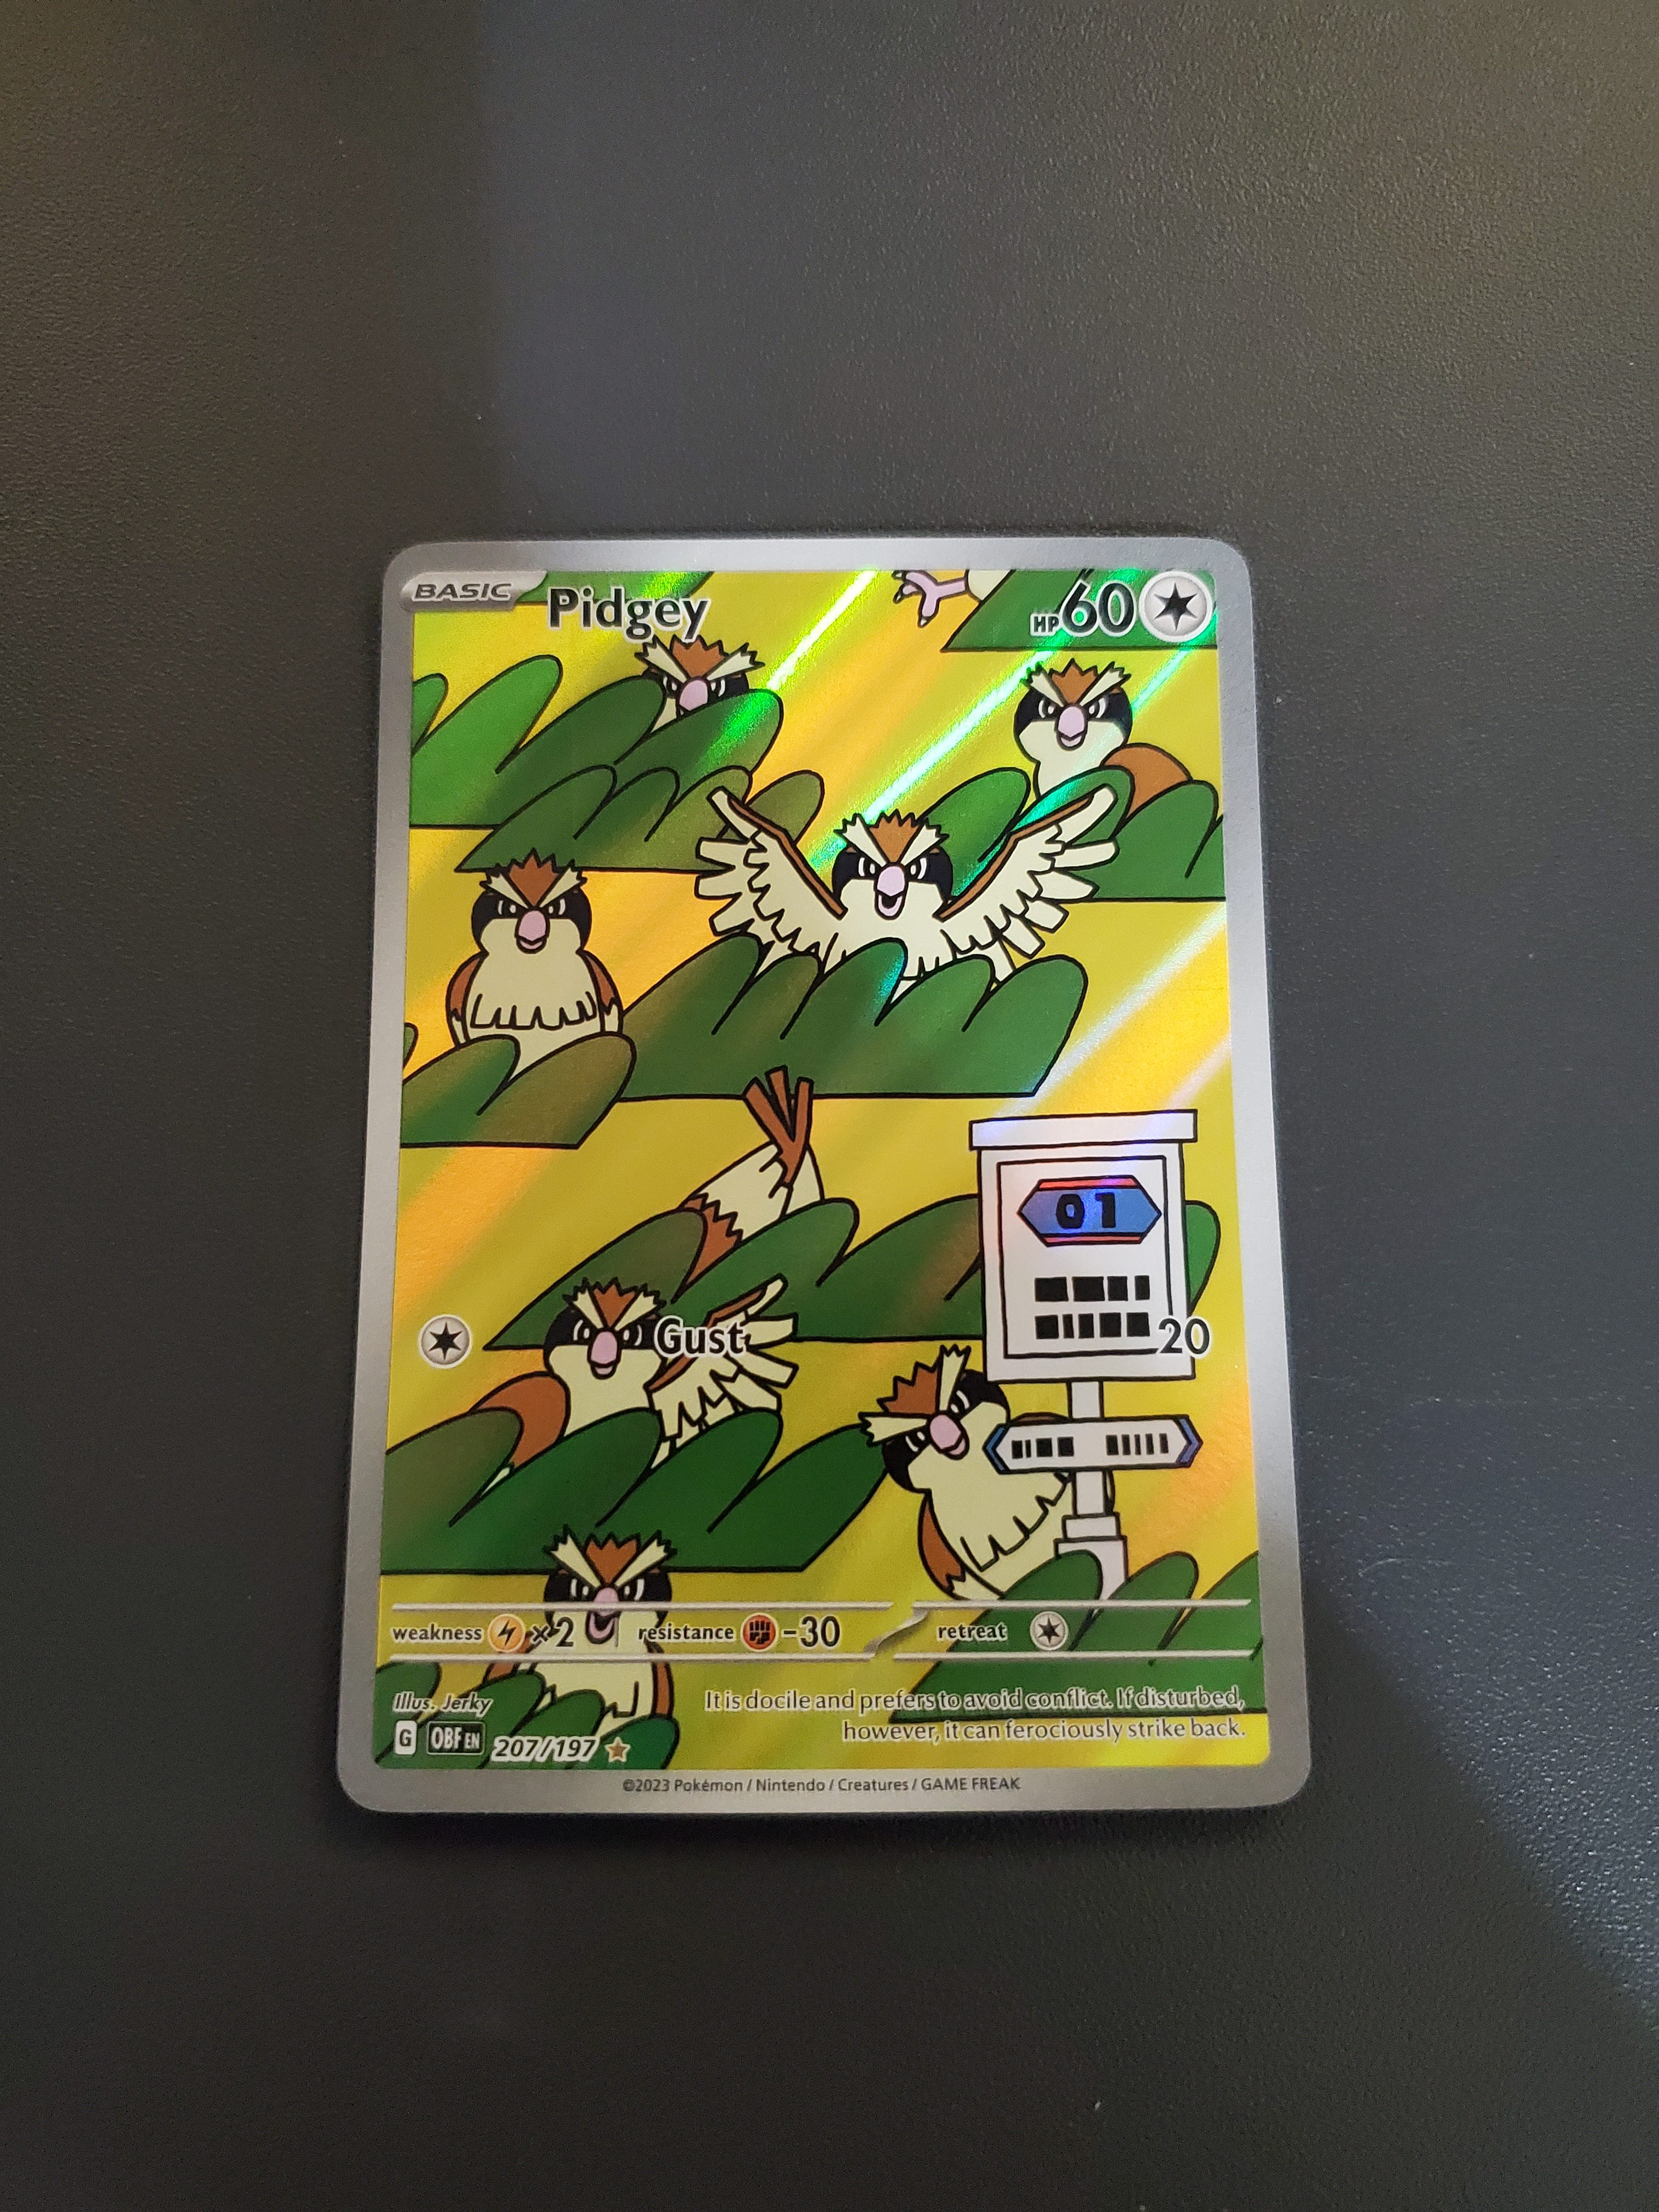 BASIC Pidgey HP 60
01
Gust 20
weakness ×2 resistance -30 retreat
Illus. Jerky
It is docile and prefers to avoid conflict. If disturbed,
however, it can ferociously strike back.
G OBF EN 207/197
©2023 Pokémon / Nintendo / Creatures / GAME FREAK